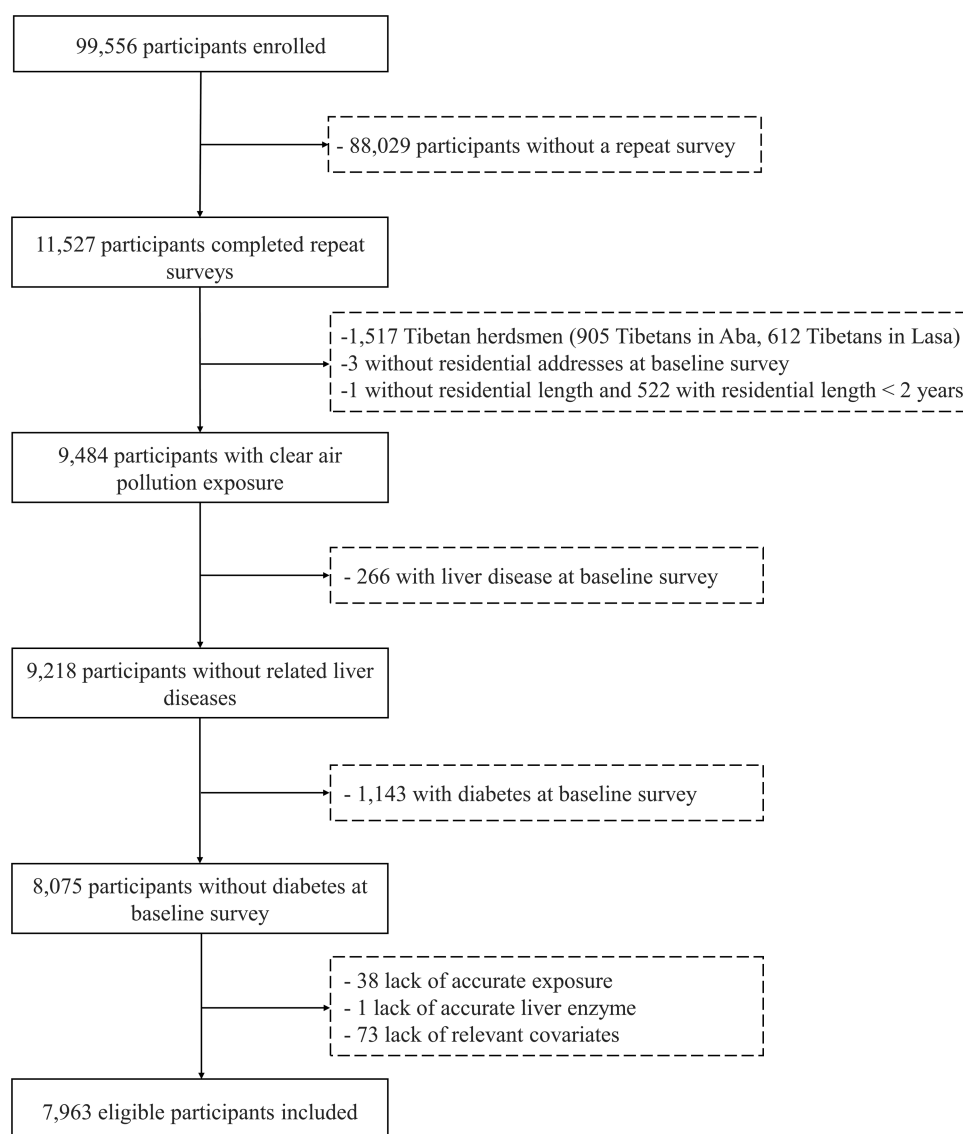 99,556 participants enrolled
- 88,029 participants without a repeat survey
11,527 participants completed repeat
surveys
-1,517 Tibetan herdsmen (905 Tibetans in Aba, 612 Tibetans in Lasa)
-3 without residential addresses at baseline survey
-1 without residential length and 522 with residential length < 2 years
9,484 participants with clear air
pollution exposure
- 266 with liver disease at baseline survey
9,218 participants without related liver
diseases
- 1,143 with diabetes at baseline survey
8,075 participants without diabetes at
baseline survey
- 38 lack of accurate exposure
- 1 lack of accurate liver enzyme
- 73 lack of relevant covariates
7,963 eligible participants included